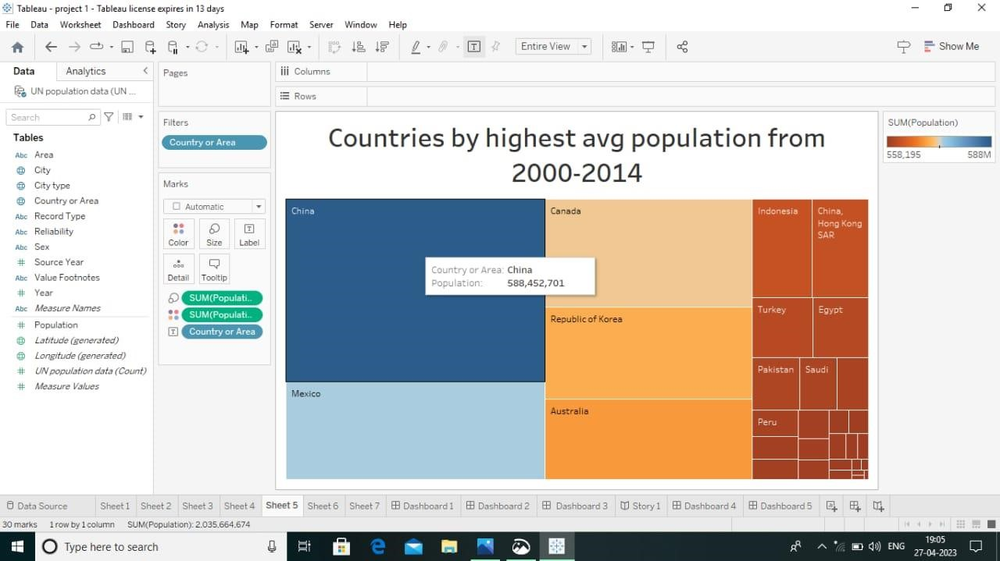 Tableau - project 1 - Tableau license expires in 13 days
File Data Worksheet Dashboard Story Analysis Map Format Server Window Help
Entire View
Show Me
Data Analytics
UN population data (UN ...
Search
Tables
Abc Area
City
City type
Country or Area
Abc Record Type
Abc Reliability
Abc Sex
# Source Year
Abc Value Footnotes
# Year
Abc Measure Names
# Population
Latitude (generated)
Longitude (generated)
# UN population data (Count)
# Measure Values
Pages
Filters
Country or Area
Marks
Automatic
Color Size Label
Detail Tooltip
SUM(Populati..
SUM(Populati..
Country or Area
Columns
Rows
Countries by highest avg population from
2000-2014
China
Mexico
Canada
Republic of Korea
Australia
Indonesia
China,
Hong Kong
SAR
Turkey
Egypt
Pakistan
Saudi
Peru
Country or Area: China
Population: 588,452,701
SUM(Population)
558,195 588M
Data Source Sheet 1 Sheet 2 Sheet 3 Sheet 4 Sheet 5 Sheet 6 Sheet 7 Dashboard 1 Dashboard 2 Dashboard 3 Story 1 Dashboard 4 Dashboard 5
30 marks 1 row by 1 column SUM(Population): 2,035,664,674
Type here to search
ENG
19:05
27-04-2023